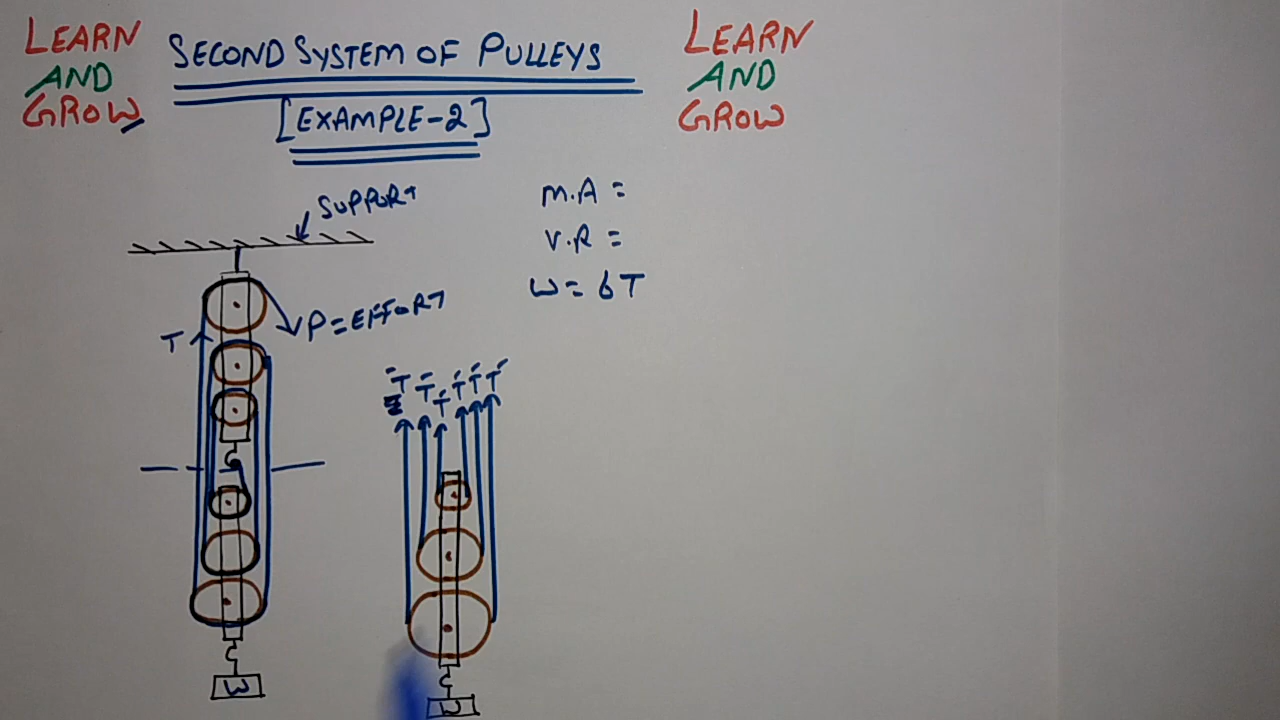 LEARN
AND
GROW
SECOND SYSTEM OF PULLEYS
[EXAMPLE-2]
LEARN
AND
GROW
SUPPORT
M.A =
V.R =
W = 6T
P = EFFORT
T
T T T T T T
W
W